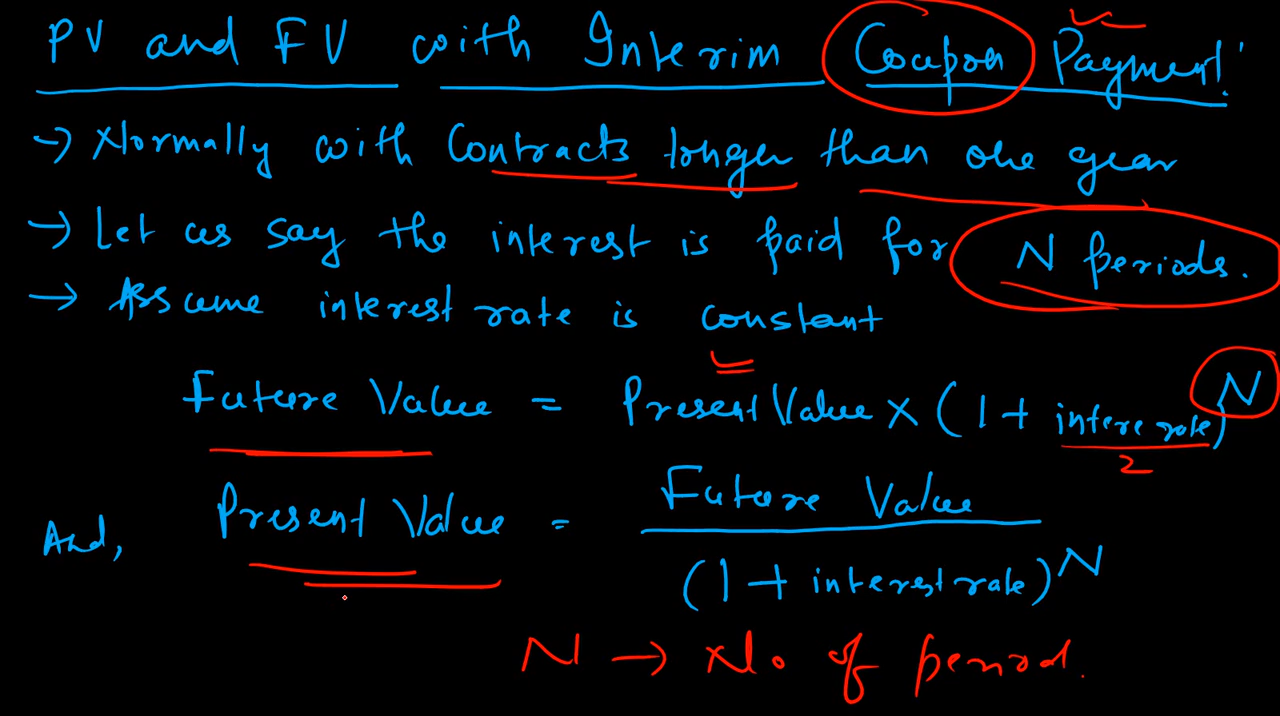 PV and FV with Interim Coupon Payment!
→ Normally with Contracts longer than one year
→ Let us say the interest is paid for N periods.
→ Assume interest rate is constant
Future Value = Present Value × (1 + intere rate/2)^N
And, Present Value = Future Value / (1 + interest rate)^N
N → No. of period.